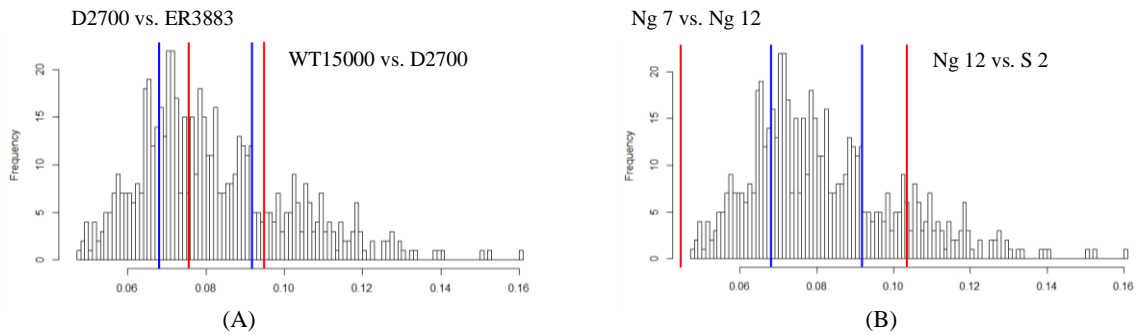 D2700 vs. ER3883
Ng 7 vs. Ng 12
WT15000 vs. D2700
Ng 12 vs. S 2
Frequency
0
5
10
15
20
0.06
0.08
0.10
0.12
0.14
0.16
Frequency
0
5
10
15
20
0.06
0.08
0.10
0.12
0.14
0.16
(A)
(B)